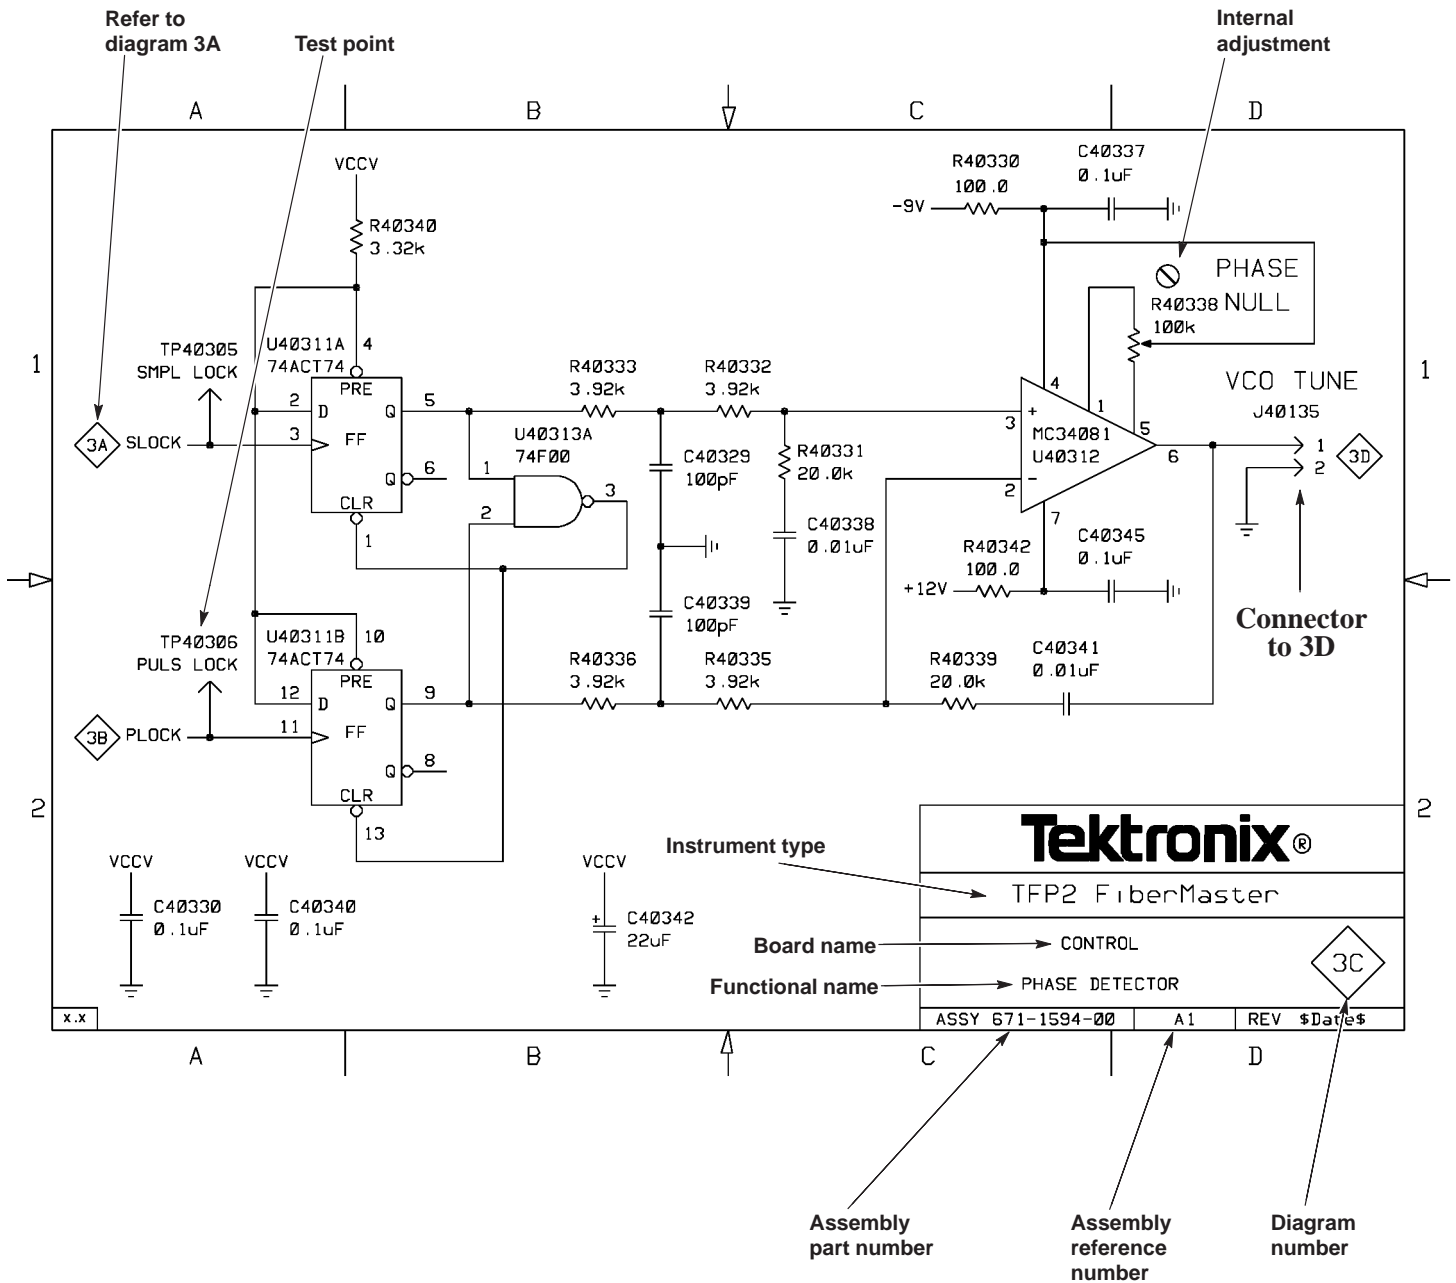 Refer to
diagram 3A
Test point
Internal
adjustment
A
B
C
D
VCCV
R40340
3.32k
R40330
100.0
C40337
0.1uF
-9V
PHASE
NULL
R40338
100k
1
TP40305
SMPL LOCK
U40311A
74ACT74
4
PRE
2
D
Q
5
3A
SLOCK
3
FF
Q
6
CLR
1
R40333
3.92k
R40332
3.92k
U40313A
74F00
1
2
3
C40329
100pF
R40331
20.0k
C40338
0.01uF
4
1
5
+
3
MC34081
U40312
-
2
6
7
VCO TUNE
J40135
1
2
3D
1
R40342
100.0
C40345
0.1uF
+12V
Connector
to 3D
C40339
100pF
TP40306
PULS LOCK
U40311B
74ACT74
10
PRE
12
D
Q
9
3B
PLOCK
11
FF
Q
8
CLR
13
R40336
3.92k
R40335
3.92k
R40339
20.0k
C40341
0.01uF
2
2
VCCV
C40330
0.1uF
VCCV
C40340
0.1uF
VCCV
+
C40342
22uF
Instrument type
Board name
Functional name
Tektronix®
TFP2 FiberMaster
CONTROL
PHASE DETECTOR
3C
x.x
ASSY 671-1594-00
A1
REV $Date$
A
B
C
D
Assembly
part number
Assembly
reference
number
Diagram
number